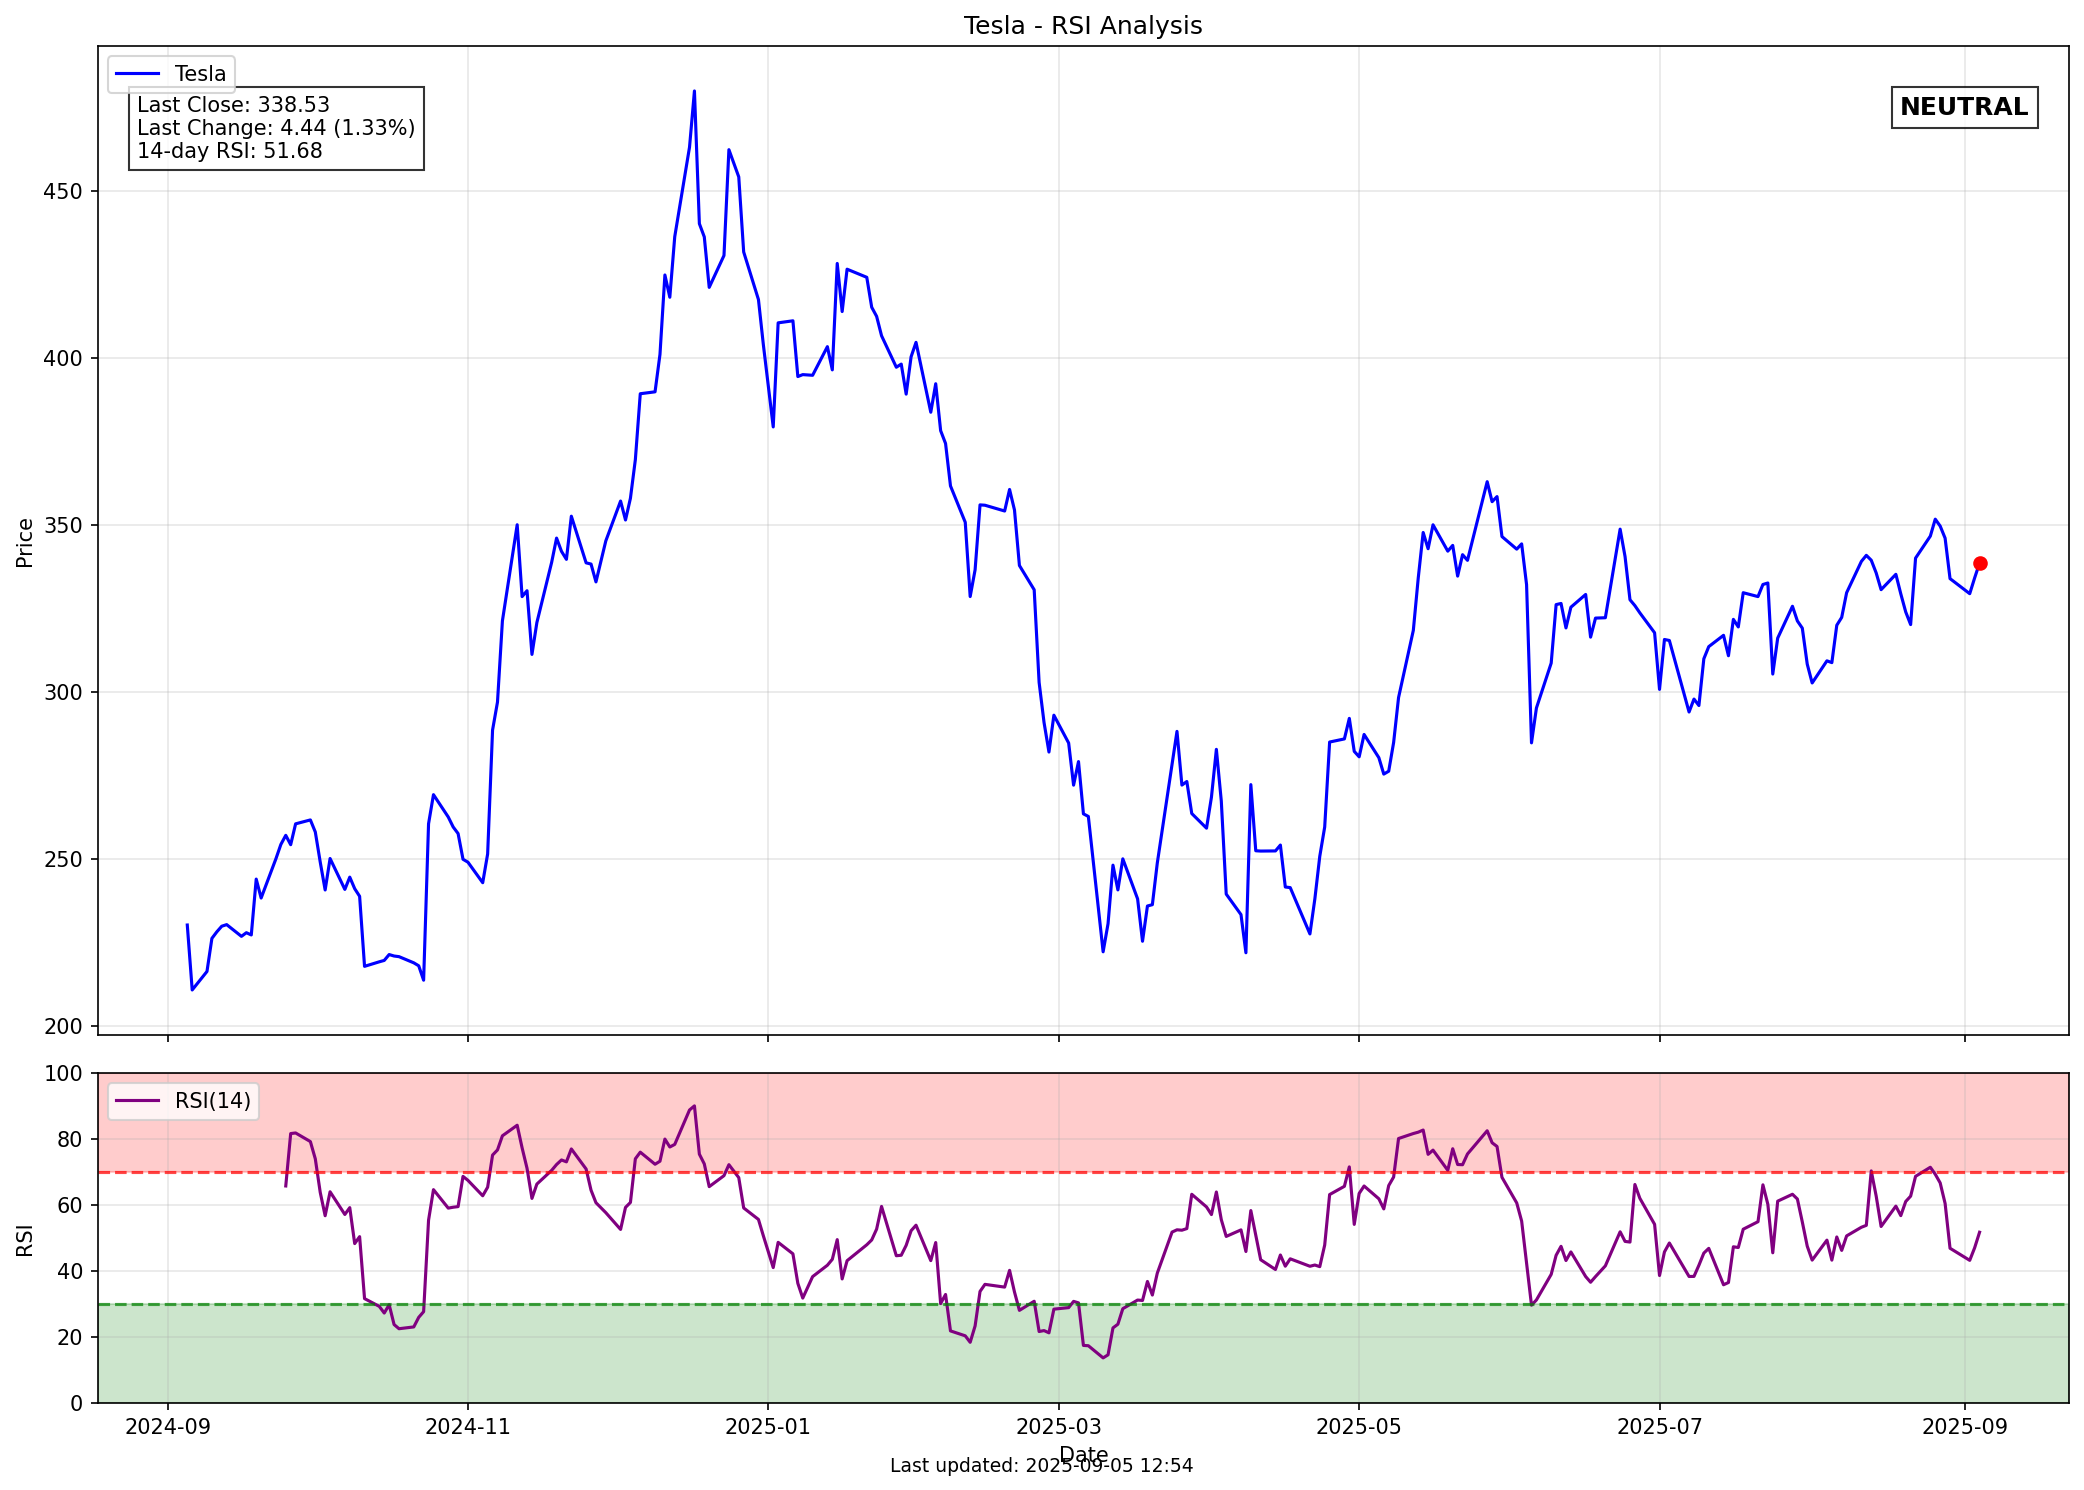 Tesla - RSI Analysis
Tesla
Last Close: 338.53
Last Change: 4.44 (1.33%)
14-day RSI: 51.68
NEUTRAL
Price
450
400
350
300
250
200
RSI(14)
RSI
100
80
60
40
20
0
2024-09
2024-11
2025-01
2025-03
2025-05
2025-07
2025-09
Date
Last updated: 2025-09-05 12:54